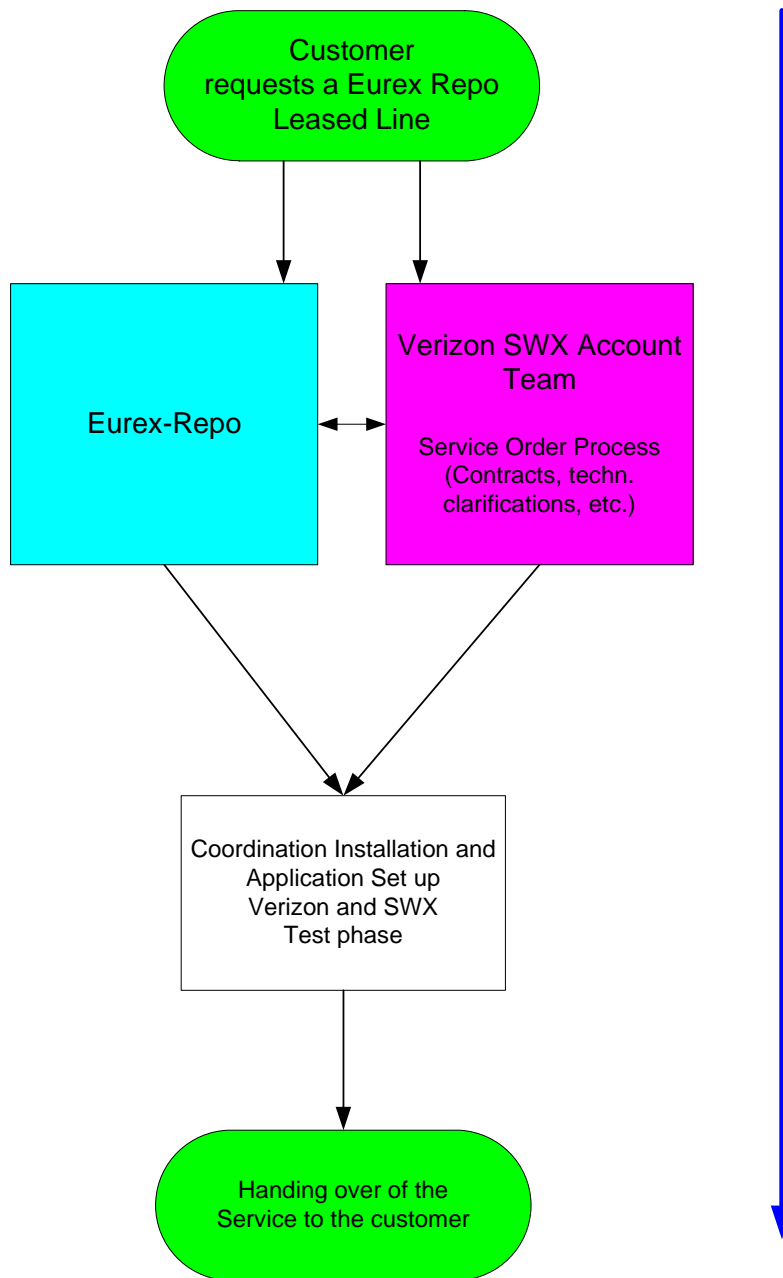 Customer
requests a Eurex Repo
Leased Line
Eurex-Repo
Verizon SWX Account
Team
Service Order Process
(Contracts, techn.
clarifications, etc.)
Coordination Installation and
Application Set up
Verizon and SWX
Test phase
Handing over of the
Service to the customer